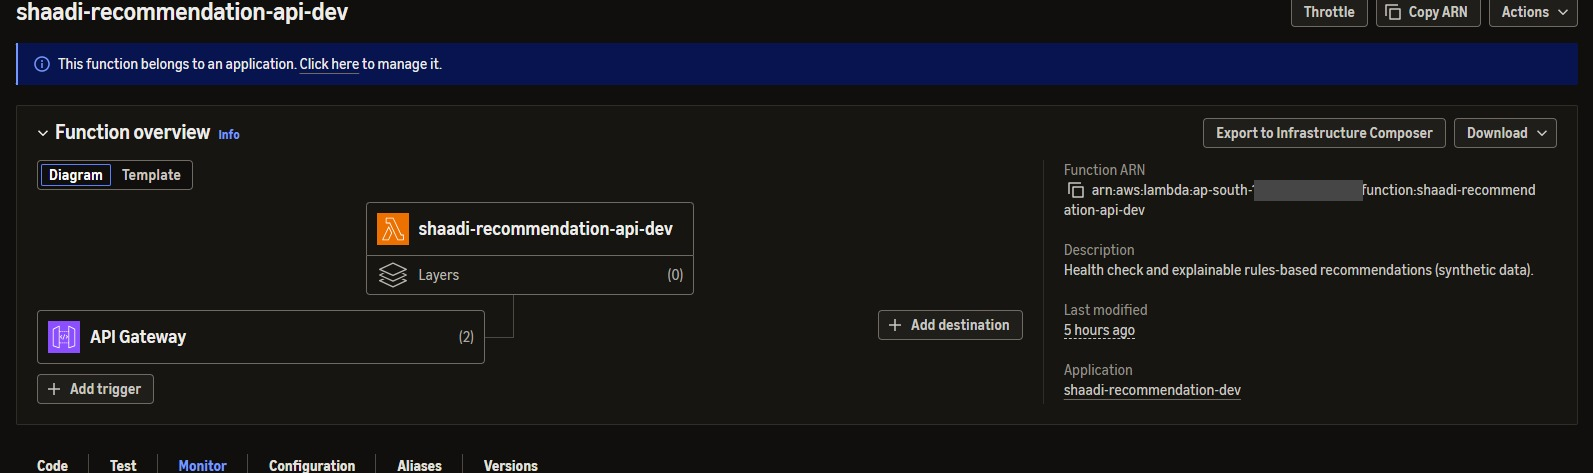 shaadi-recommendation-api-dev
Throttle
Copy ARN
Actions
This function belongs to an application. Click here to manage it.
Function overview Info
Export to Infrastructure Composer
Download
Diagram
Template
shaadi-recommendation-api-dev
Layers (0)
API Gateway (2)
+ Add trigger
+ Add destination
Function ARN
arn:aws:lambda:ap-south- function:shaadi-recommend
ation-api-dev
Description
Health check and explainable rules-based recommendations (synthetic data).
Last modified
5 hours ago
Application
shaadi-recommendation-dev
Code
Test
Monitor
Configuration
Aliases
Versions